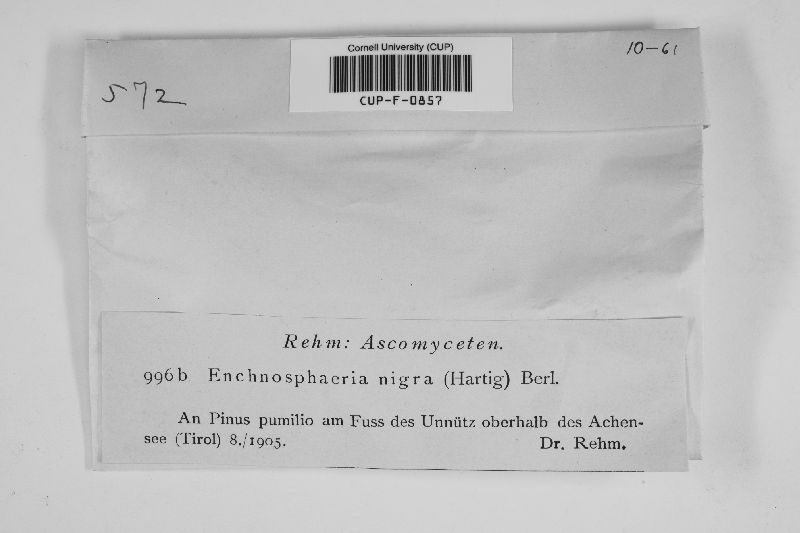 Cornell University (CUP)
CUP-F-0857
10-61
572
Rehm: Ascomyceten.
996b Enchnosphaeria nigra (Hartig) Berl.
An Pinus pumilio am Fuss des Unnütz oberhalb des Achen-
see (Tirol) 8./1905. Dr. Rehm.